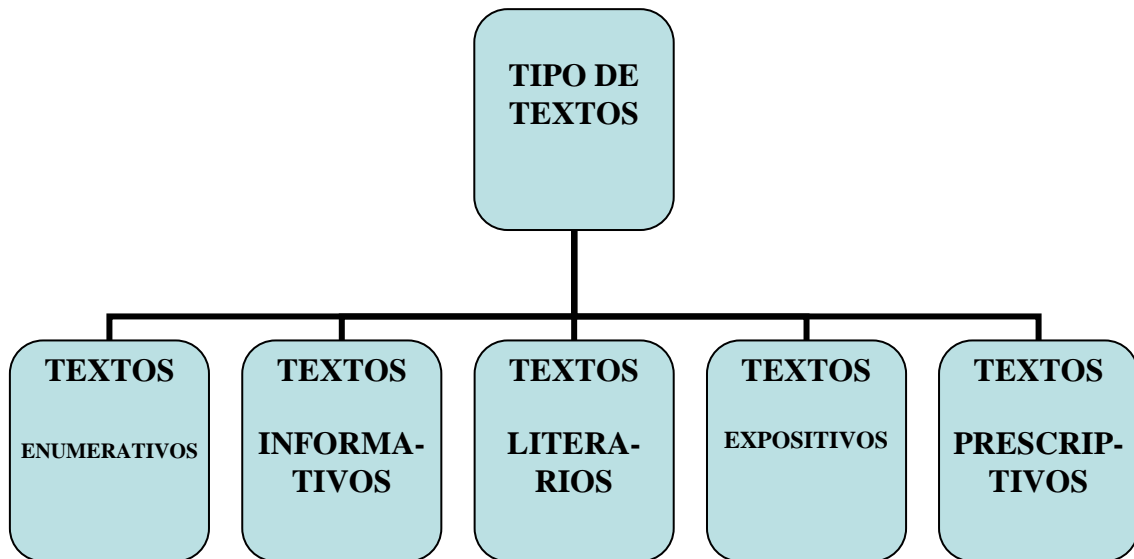 TIPO DE
TEXTOS
TEXTOS
ENUMERATIVOS
TEXTOS
INFORMA-
TIVOS
TEXTOS
LITERA-
RIOS
TEXTOS
EXPOSITIVOS
TEXTOS
PRESCRIP-
TIVOS